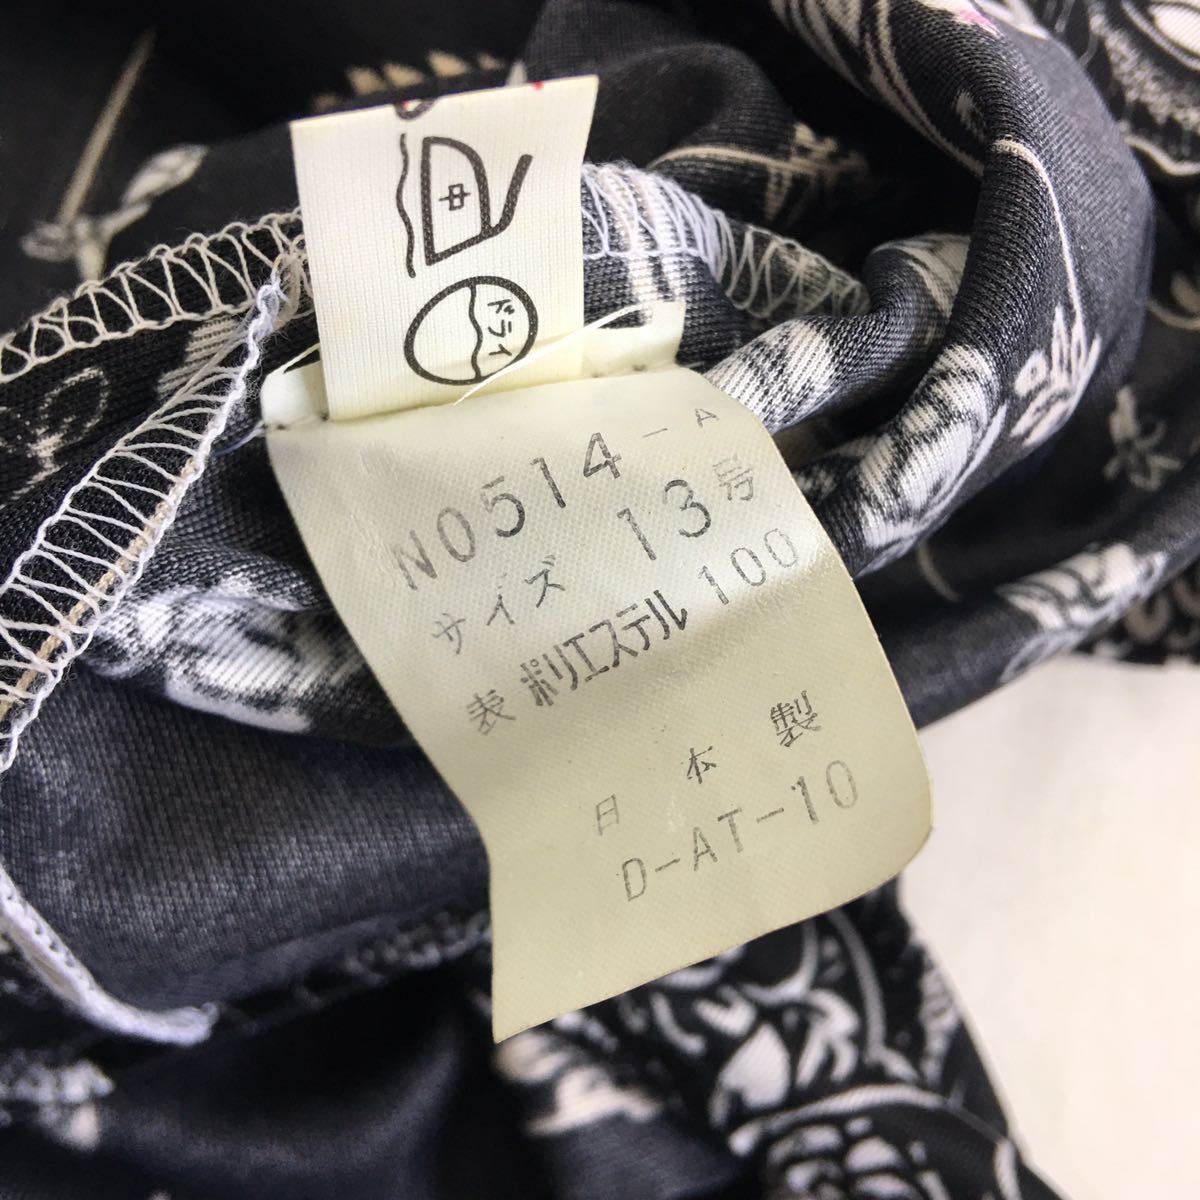 中
ドライ
N0514-A
サイズ 13号
表 ポリエステル 100
日本製
D-AT-10